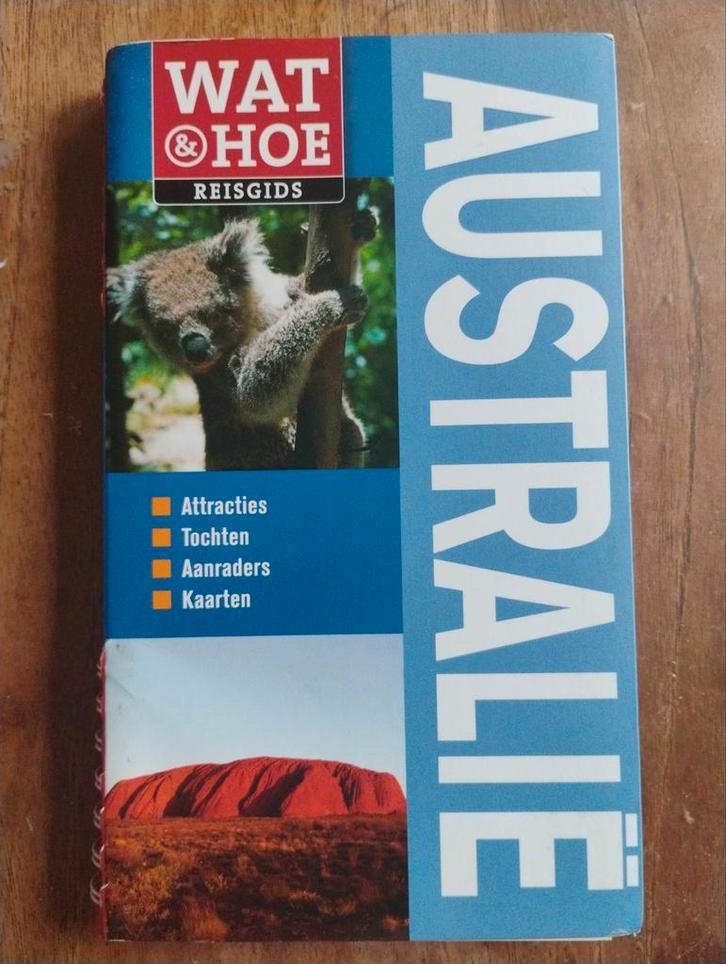 WAT
& HOE
REISGIDS
AUSTRALIË
Attracties
Tochten
Aanraders
Kaarten